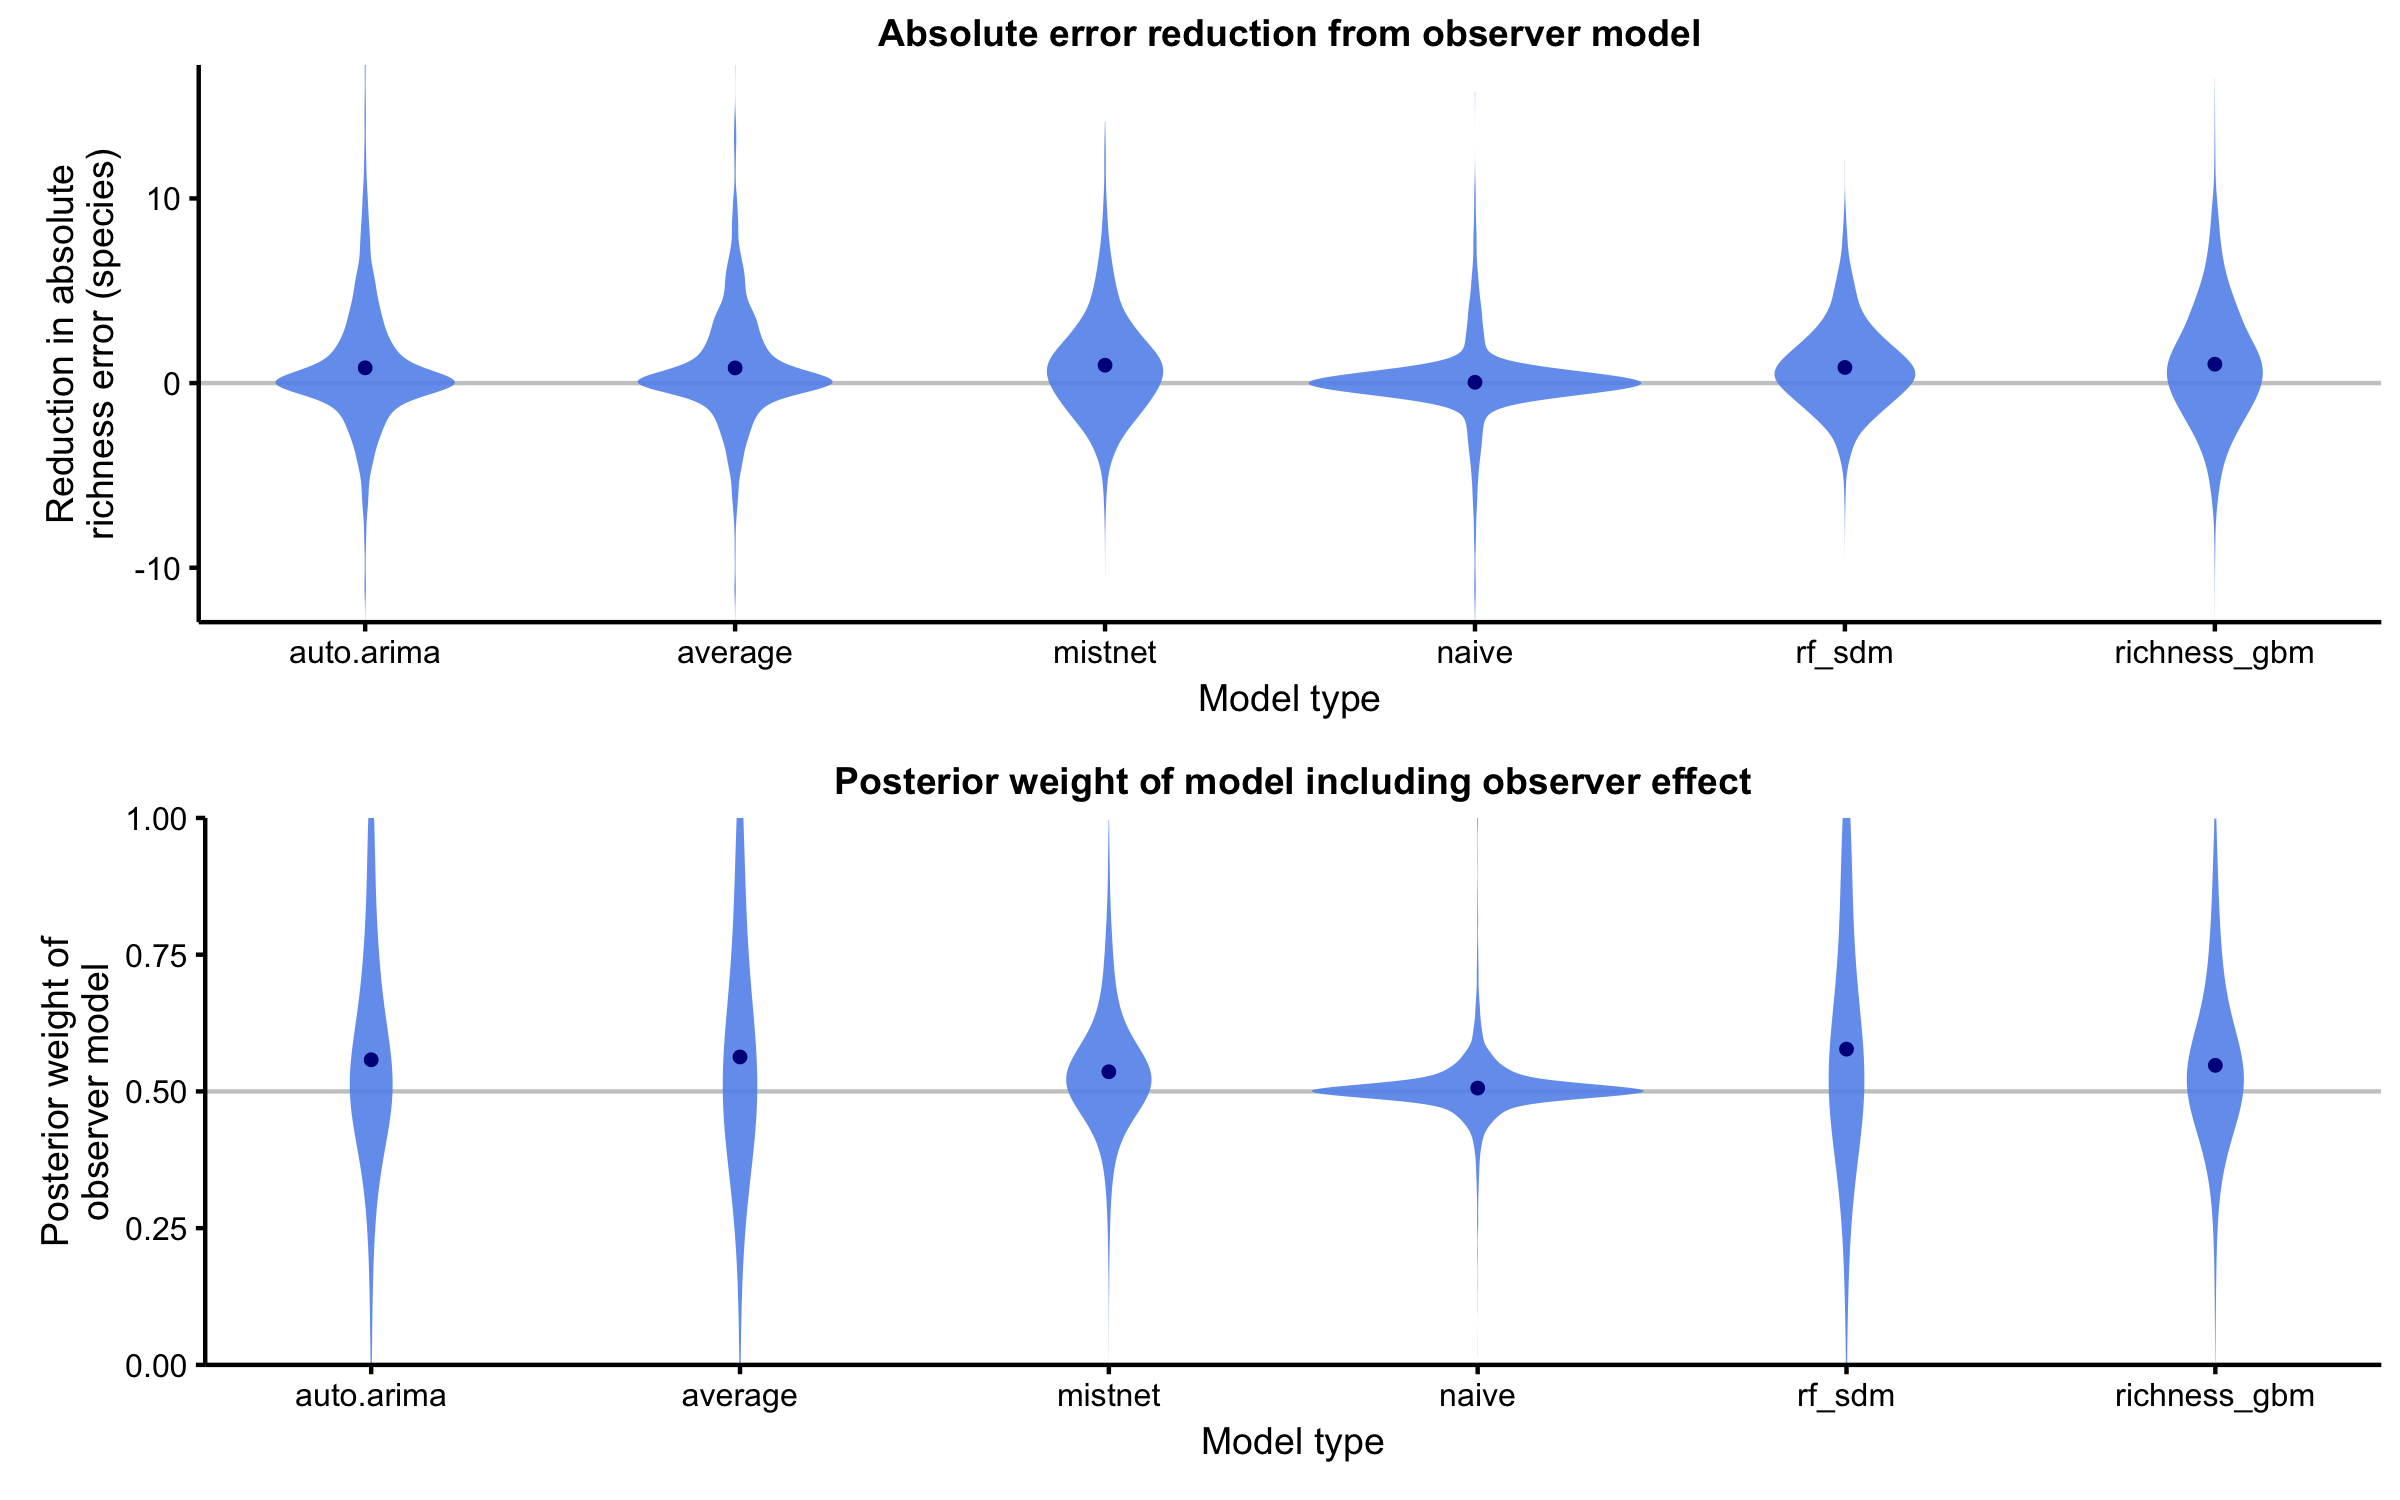 Absolute error reduction from observer model
Reduction in absolute
richness error (species)
10
0
-10
auto.arima average mistnet naive rf_sdm richness_gbm
Model type
Posterior weight of model including observer effect
Posterior weight of
observer model
1.00
0.75
0.50
0.25
0.00
auto.arima average mistnet naive rf_sdm richness_gbm
Model type